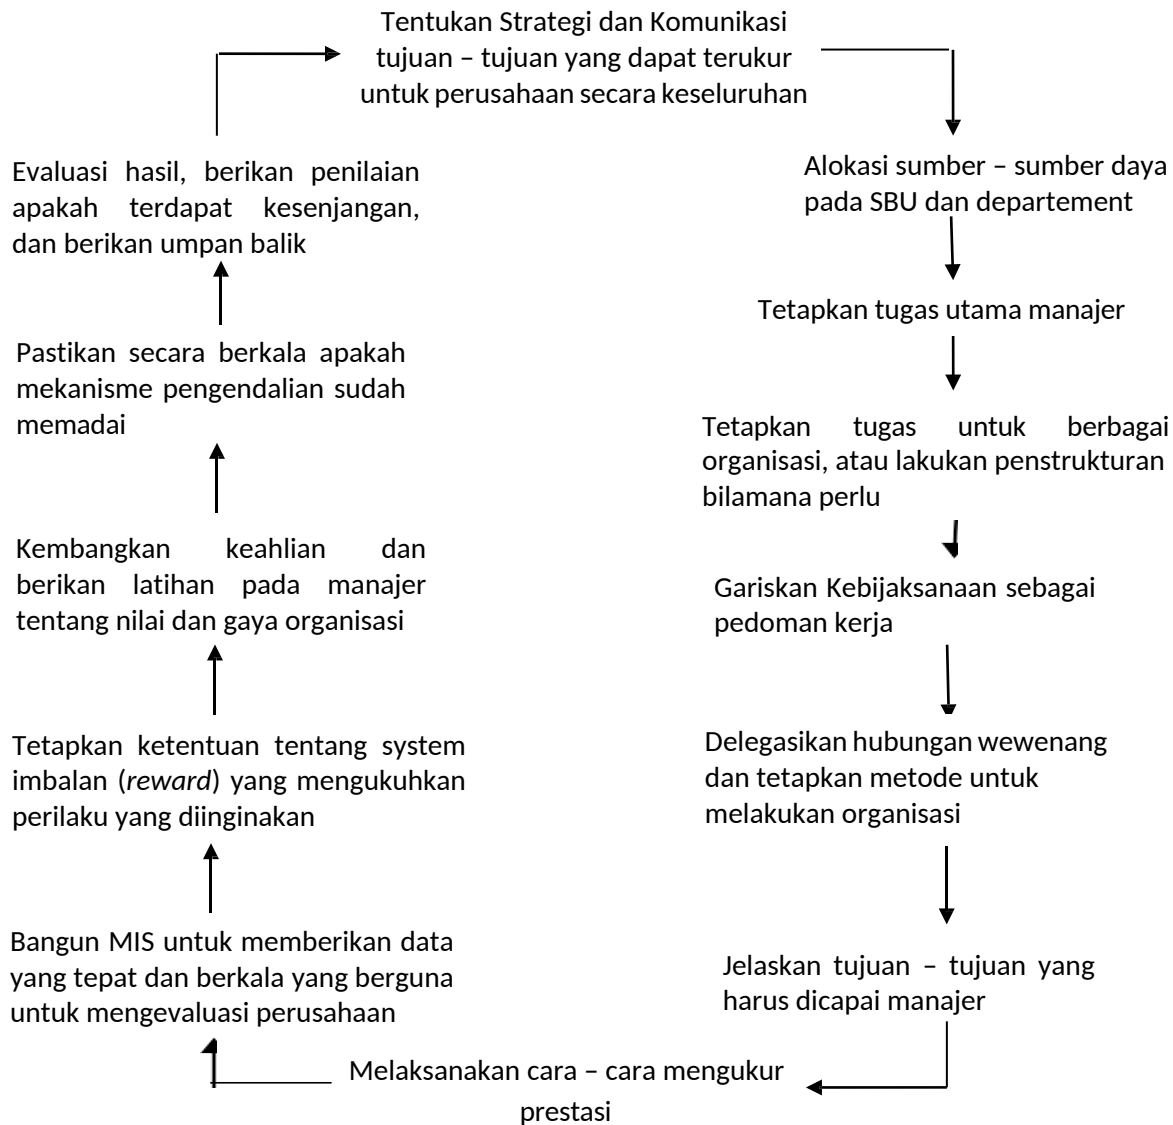 Tentukan Strategi dan Komunikasi
tujuan – tujuan yang dapat terukur
untuk perusahaan secara keseluruhan
Alokasi sumber – sumber daya
pada SBU dan departement
Tetapkan tugas utama manajer
Tetapkan tugas untuk berbagai
organisasi, atau lakukan penstrukturan
bilamana perlu
Gariskan Kebijaksanaan sebagai
pedoman kerja
Delegasikan hubungan wewenang
dan tetapkan metode untuk
melakukan organisasi
Jelaskan tujuan – tujuan yang
harus dicapai manajer
Melaksanakan cara – cara mengukur
prestasi
Bangun MIS untuk memberikan data
yang tepat dan berkala yang berguna
untuk mengevaluasi perusahaan
Tetapkan ketentuan tentang system
imbalan (reward) yang mengukuhkan
perilaku yang diinginakan
Kembangkan keahlian dan
berikan latihan pada manajer
tentang nilai dan gaya organisasi
Pastikan secara berkala apakah
mekanisme pengendalian sudah
memadai
Evaluasi hasil, berikan penilaian
apakah terdapat kesenjangan,
dan berikan umpan balik